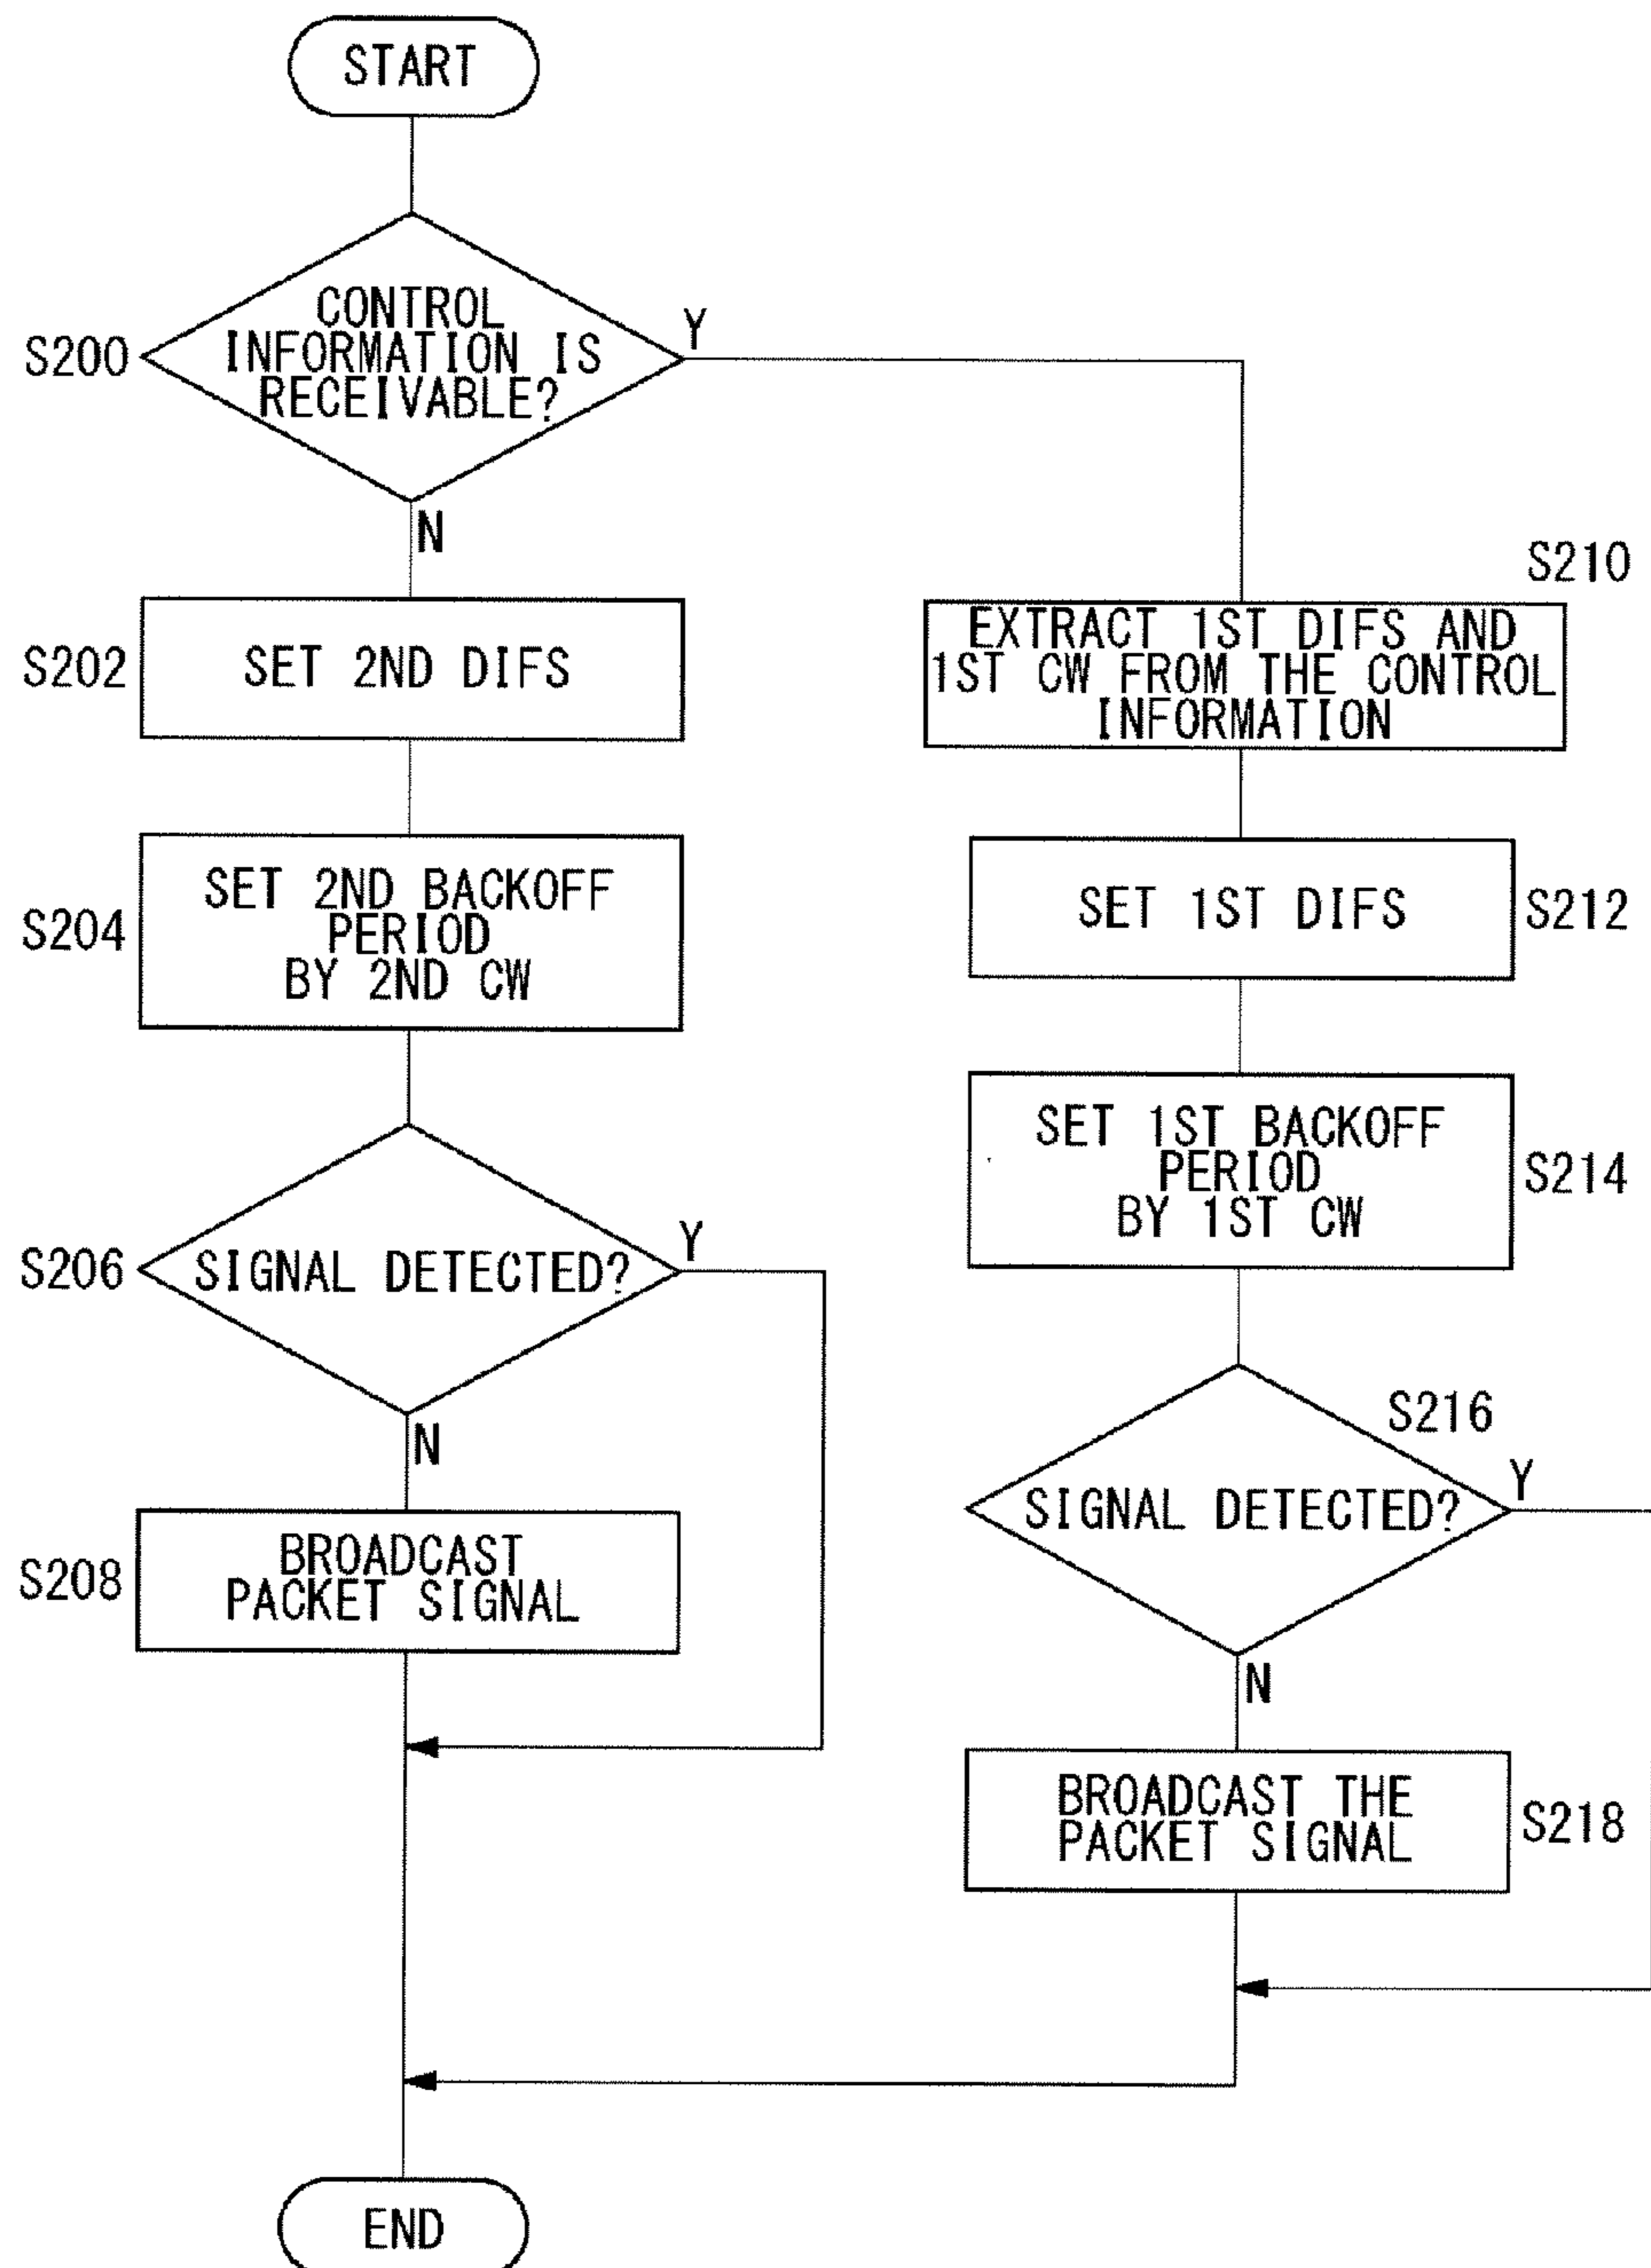 START
S200
CONTROL
INFORMATION IS
RECEIVABLE?
Y
N
S202
SET 2ND DIFS
S204
SET 2ND BACKOFF
PERIOD
BY 2ND CW
S206
SIGNAL DETECTED?
Y
N
S208
BROADCAST
PACKET SIGNAL
S210
EXTRACT 1ST DIFS AND
1ST CW FROM THE CONTROL
INFORMATION
SET 1ST DIFS
S212
SET 1ST BACKOFF
PERIOD
BY 1ST CW
S214
S216
SIGNAL DETECTED?
Y
N
BROADCAST THE
PACKET SIGNAL
S218
END